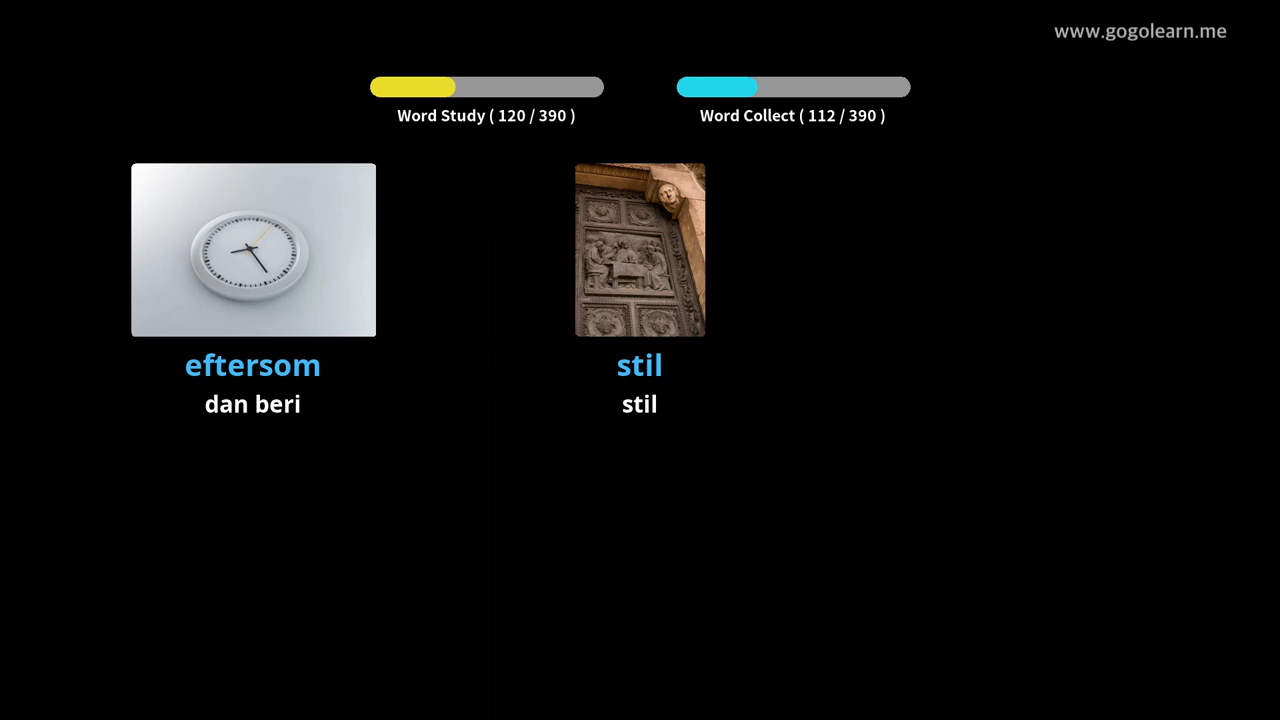 www.gogolearn.me
Word Study ( 120 / 390 )
Word Collect ( 112 / 390 )
eftersom
dan beri
stil
stil